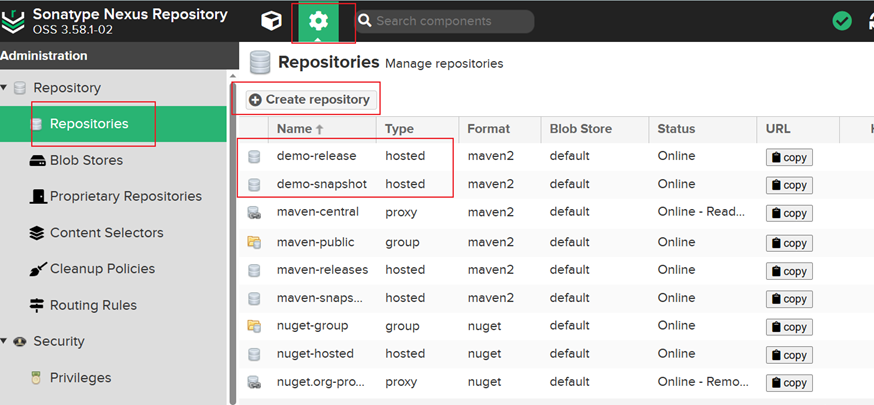 Sonatype Nexus Repository
OSS 3.58.1-02
Search components
Administration
Repository
Repositories
Blob Stores
Proprietary Repositories
Content Selectors
Cleanup Policies
Routing Rules
Security
Privileges
Repositories Manage repositories
Create repository
Name Type Format Blob Store Status URL H
demo-release hosted maven2 default Online copy
demo-snapshot hosted maven2 default Online copy
maven-central proxy maven2 default Online - Read... copy
maven-public group maven2 default Online copy
maven-releases hosted maven2 default Online copy
maven-snaps... hosted maven2 default Online copy
nuget-group group nuget default Online copy
nuget-hosted hosted nuget default Online copy
nuget.org-pro... proxy nuget default Online - Remo... copy